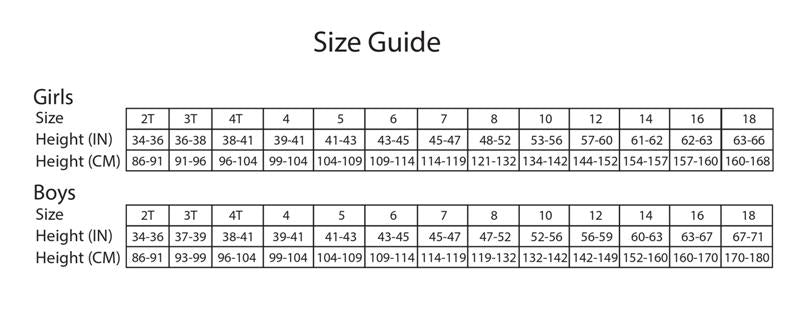 Size Guide
Girls
Size 2T 3T 4T 4 5 6 7 8 10 12 14 16 18
Height (IN) 34-36 36-38 38-41 39-41 41-43 43-45 45-47 48-52 53-56 57-60 61-62 62-63 63-66
Height (CM) 86-91 91-96 96-104 99-104 104-109 109-114 114-119 121-132 134-142 144-152 154-157 157-160 160-168
Boys
Size 2T 3T 4T 4 5 6 7 8 10 12 14 16 18
Height (IN) 34-36 37-39 38-41 39-41 41-43 43-45 45-47 47-52 52-56 56-59 60-63 63-67 67-71
Height (CM) 86-91 93-99 96-104 99-104 104-109 109-114 114-119 119-132 132-142 142-149 152-160 160-170 170-180